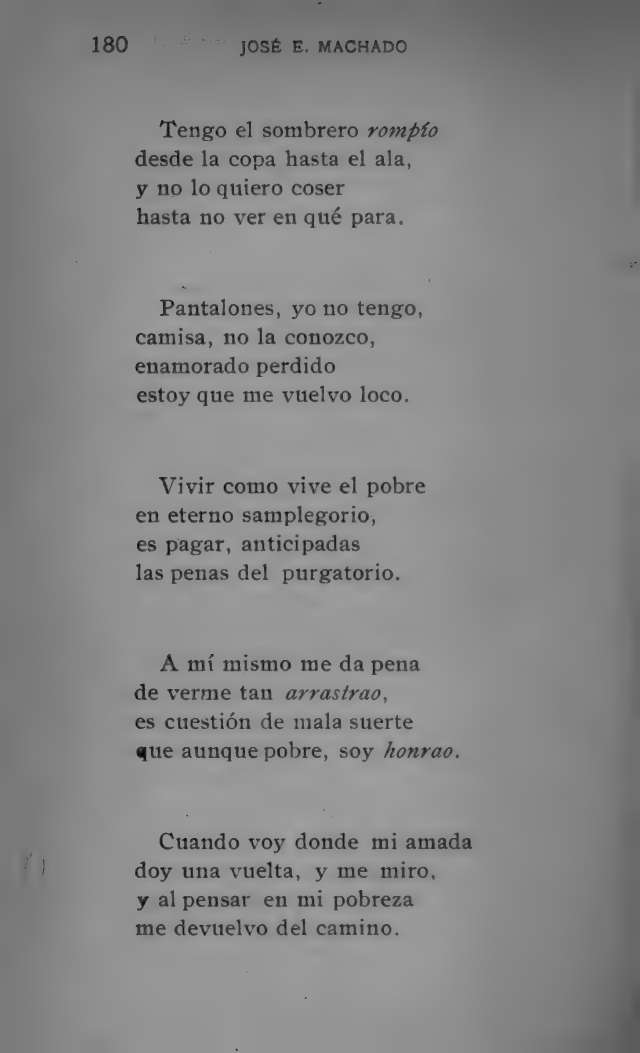 180 JOSÉ E. MACHADO
Tengo el sombrero rompío
desde la copa hasta el ala,
y no lo quiero coser
hasta no ver en qué para.
Pantalones, yo no tengo,
camisa, no la conozco,
enamorado perdido
estoy que me vuelvo loco.
Vivir como vive el pobre
en eterno samplegorio,
es pagar, anticipadas
las penas del purgatorio.
A mí mismo me da pena
de verme tan arrastrao,
es cuestión de mala suerte
que aunque pobre, soy honrao.
Cuando voy donde mi amada
doy una vuelta, y me miro,
y al pensar en mi pobreza
me devuelvo del camino.